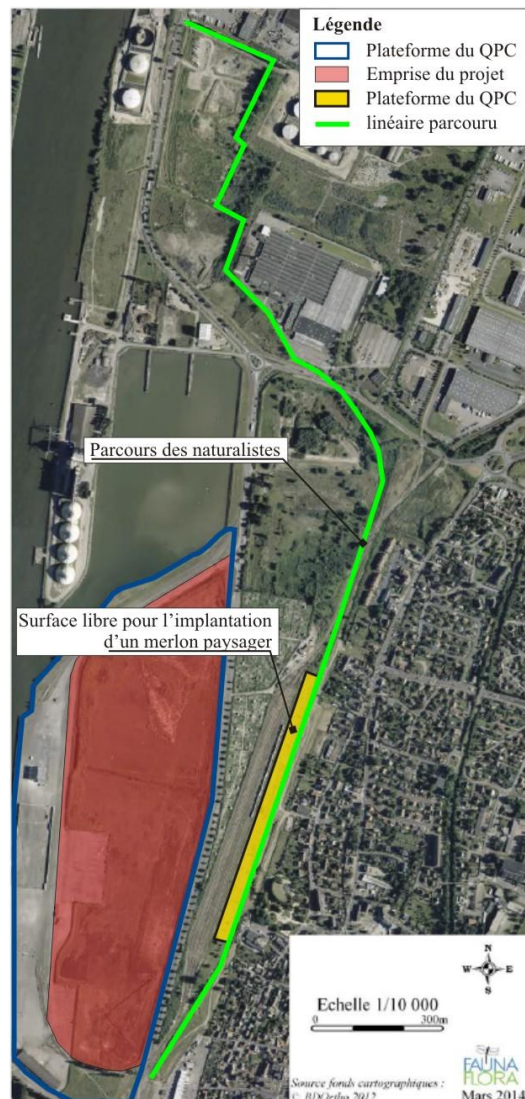 Légende
Plateforme du QPC
Emprise du projet
Plateforme du QPC
linéaire parcouru
Parcours des naturalistes
Surface libre pour l'implantation
d'un merlon paysager
N
W E
S
Echelle 1/10 000
0 300m
Source fonds cartographiques :
© BDOrtho 2012
FAUNA
FLORA
Mars 2014